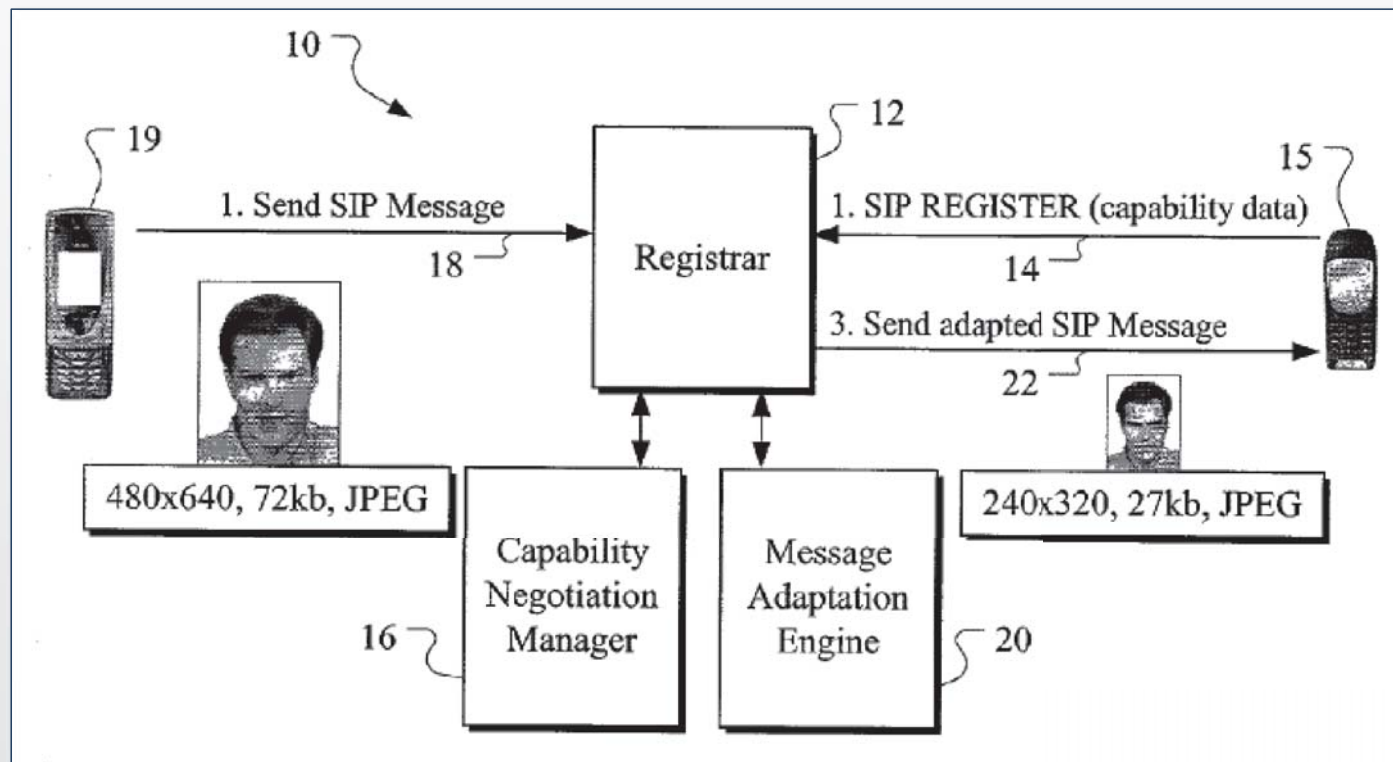 10
12
19
15
1. Send SIP Message
1. SIP REGISTER (capability data)
18
14
Registrar
3. Send adapted SIP Message
22
480x640, 72kb, JPEG
240x320, 27kb, JPEG
Capability
Negotiation
Manager
Message
Adaptation
Engine
16
20